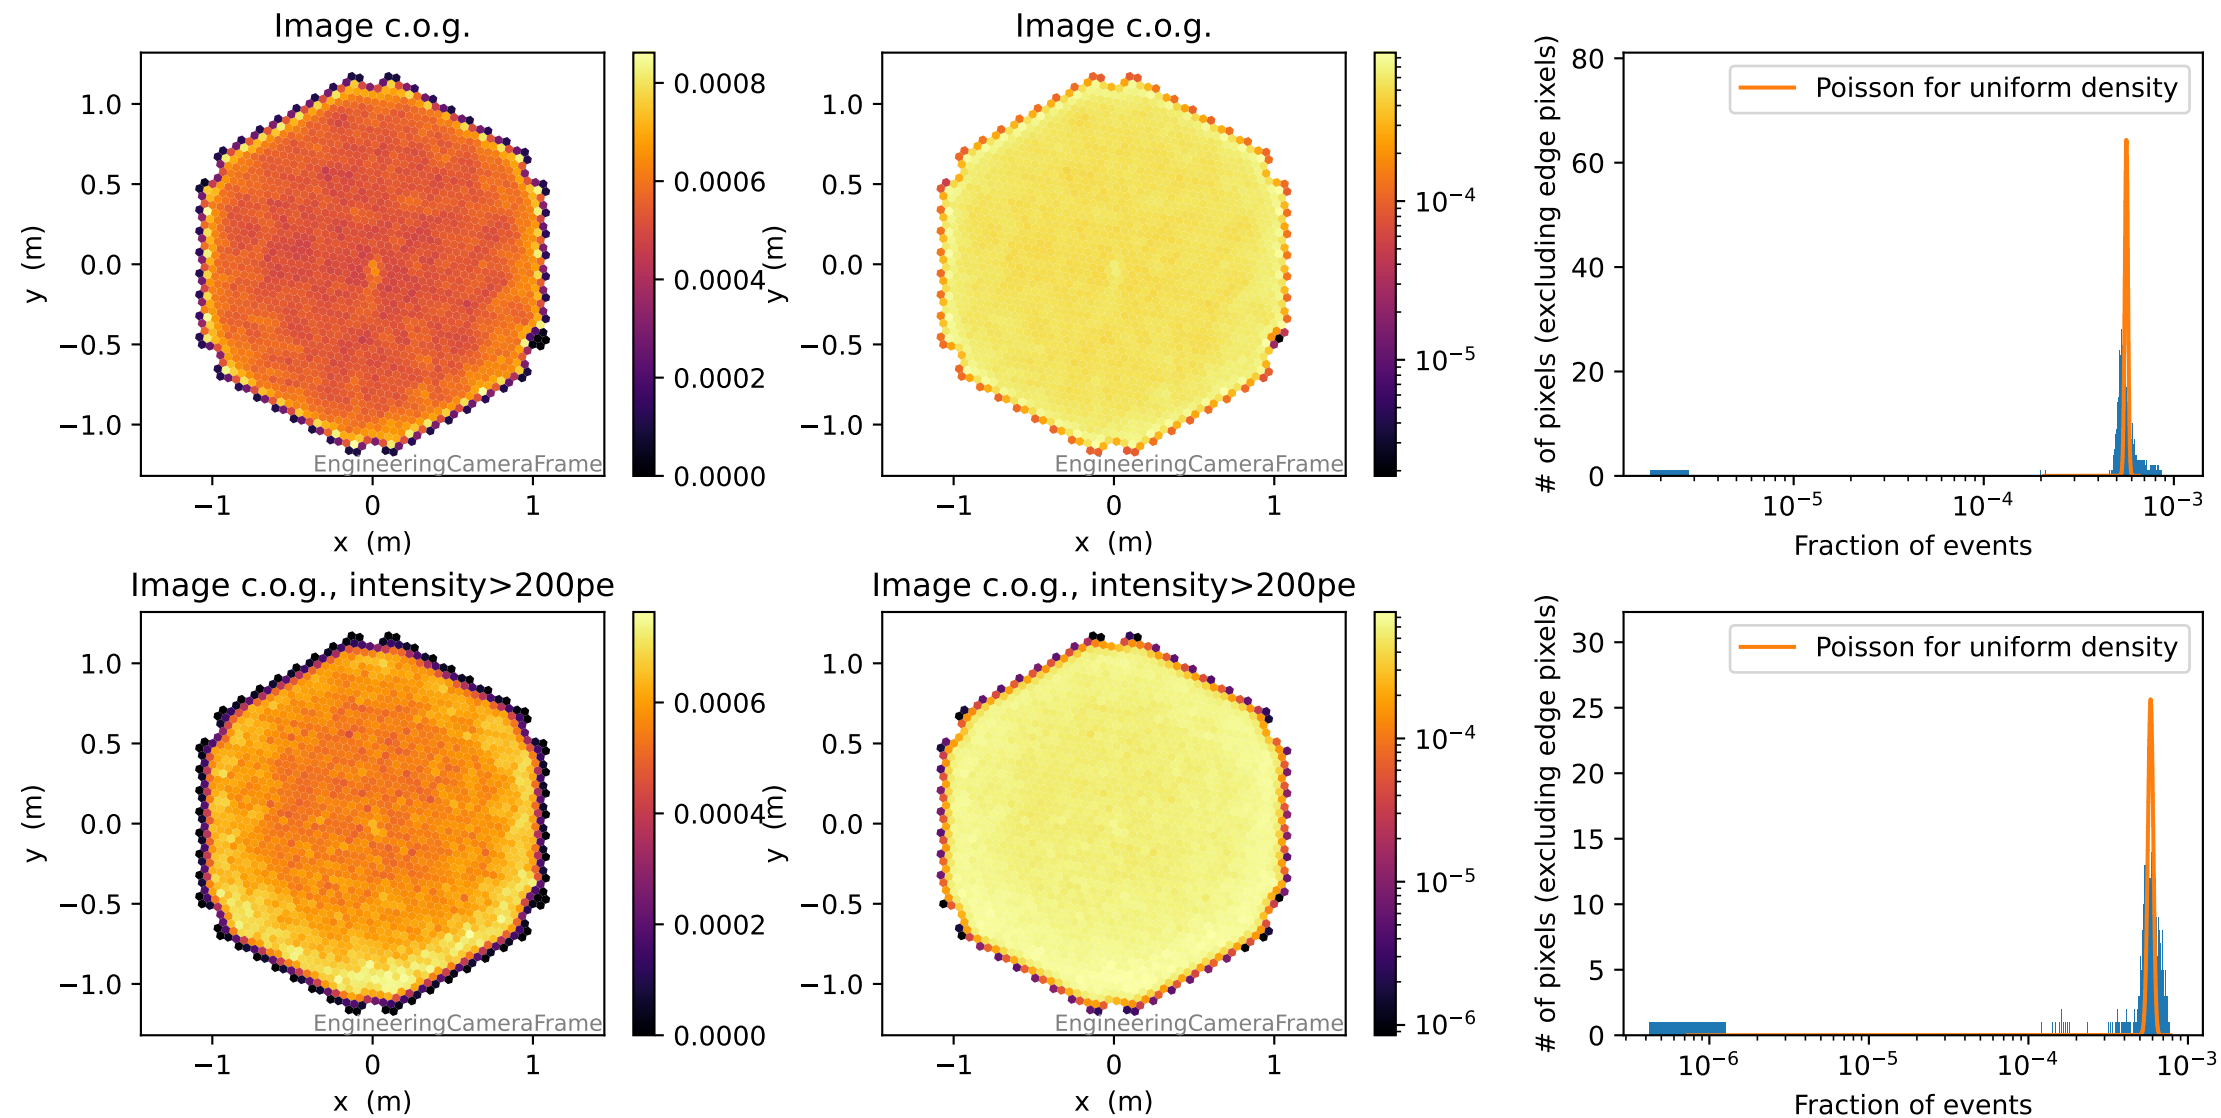 Image c.o.g.
1.0
0.5
0.0
−0.5
−1.0
y (m)
−1 0 1
x (m)
EngineeringCameraFrame
0.0008
0.0006
0.0004
0.0002
0.0000
Image c.o.g.
1.0
0.5
0.0
−0.5
−1.0
y (m)
−1 0 1
x (m)
EngineeringCameraFrame
10−4
10−5
# of pixels (excluding edge pixels)
80
60
40
20
0
Poisson for uniform density
10−5 10−4 10−3
Fraction of events
Image c.o.g., intensity>200pe
1.0
0.5
0.0
−0.5
−1.0
y (m)
−1 0 1
x (m)
EngineeringCameraFrame
0.0006
0.0004
0.0002
0.0000
Image c.o.g., intensity>200pe
1.0
0.5
0.0
−0.5
−1.0
y (m)
−1 0 1
x (m)
EngineeringCameraFrame
10−4
10−5
10−6
# of pixels (excluding edge pixels)
30
25
20
15
10
5
0
Poisson for uniform density
10−6 10−5 10−4 10−3
Fraction of events